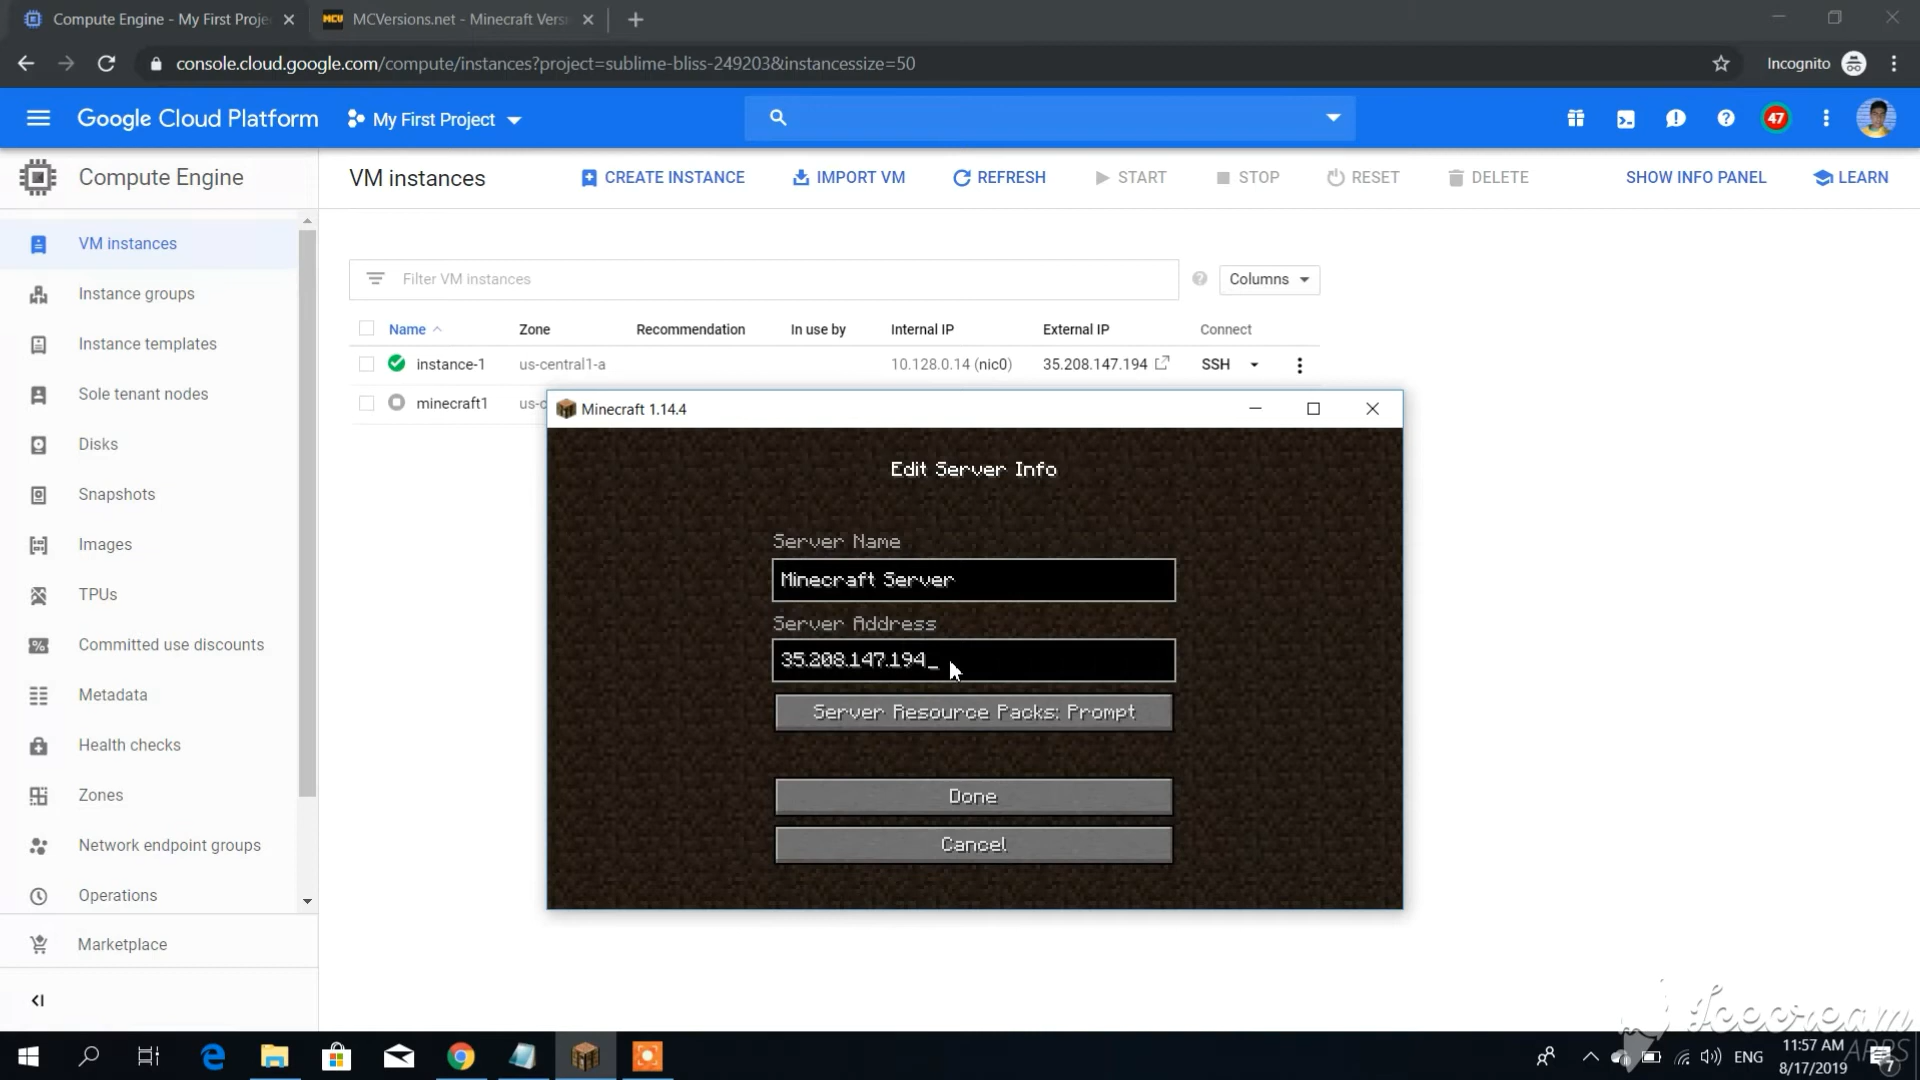 Compute Engine - My First Proje
MCVersions.net - Minecraft Vers
console.cloud.google.com/compute/instances?project=sublime-bliss-249203&instancessize=50
Incognito
Google Cloud Platform
My First Project
47
Compute Engine
VM instances
CREATE INSTANCE
IMPORT VM
REFRESH
START
STOP
RESET
DELETE
SHOW INFO PANEL
LEARN
VM instances
Instance groups
Instance templates
Sole tenant nodes
Disks
Snapshots
Images
TPUs
Committed use discounts
Metadata
Health checks
Zones
Network endpoint groups
Operations
Marketplace
Filter VM instances
Columns
Name
Zone
Recommendation
In use by
Internal IP
External IP
Connect
instance-1
us-central1-a
10.128.0.14 (nic0)
35.208.147.194
SSH
minecraft1
us-c
Minecraft 1.14.4
Edit Server Info
Server Name
Minecraft Server
Server Address
35.208.147.194_
Server Resource Packs: Prompt
Done
Cancel
Icecream
APPS
ENG
11:57 AM
8/17/2019
7